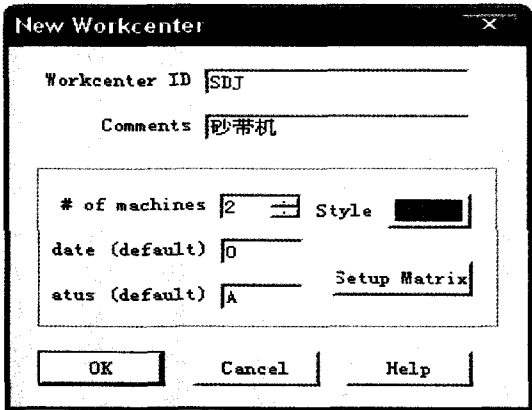 New Workcenter
Workcenter ID SDJ
Comments 砂带机
# of machines 2 Style
date (default) 0
atus (default) A
Setup Matrix
OK Cancel Help